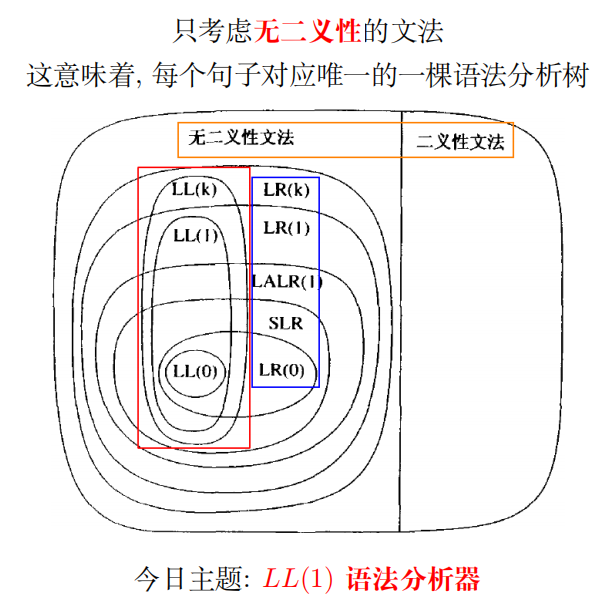 只考虑无二义性的文法
这意味着, 每个句子对应唯一的一棵语法分析树
无二义性文法 二义性文法
LL(k) LR(k)
LL(1) LR(1)
LALR(1)
SLR
LL(0) LR(0)
今日主题: LL(1) 语法分析器